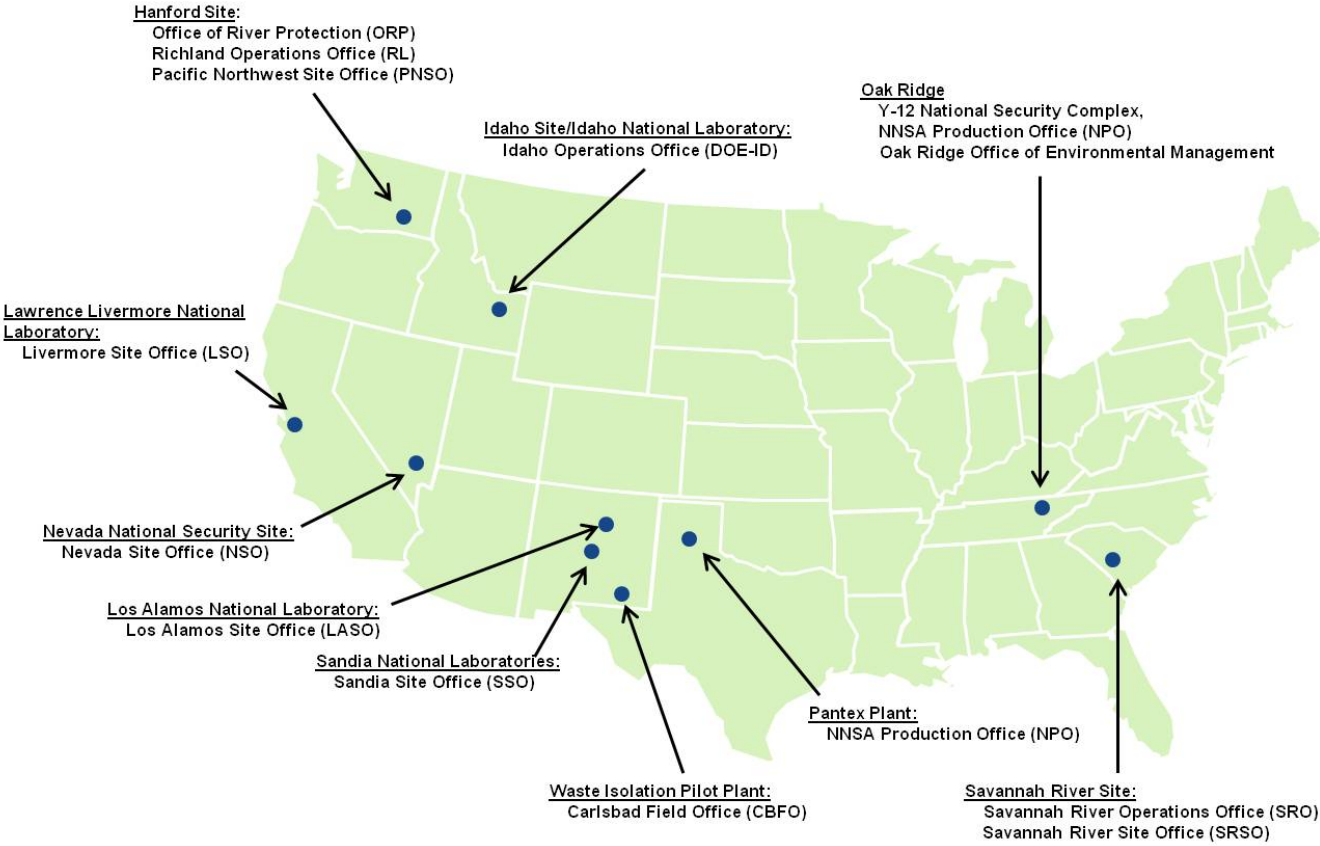 Hanford Site:
Office of River Protection (ORP)
Richland Operations Office (RL)
Pacific Northwest Site Office (PNSO)
Oak Ridge
Y-12 National Security Complex,
NNSA Production Office (NPO)
Oak Ridge Office of Environmental Management
Idaho Site/Idaho National Laboratory:
Idaho Operations Office (DOE-ID)
Lawrence Livermore National
Laboratory:
Livermore Site Office (LSO)
Nevada National Security Site:
Nevada Site Office (NSO)
Los Alamos National Laboratory:
Los Alamos Site Office (LASO)
Sandia National Laboratories:
Sandia Site Office (SSO)
Pantex Plant:
NNSA Production Office (NPO)
Waste Isolation Pilot Plant:
Carlsbad Field Office (CBFO)
Savannah River Site:
Savannah River Operations Office (SRO)
Savannah River Site Office (SRSO)